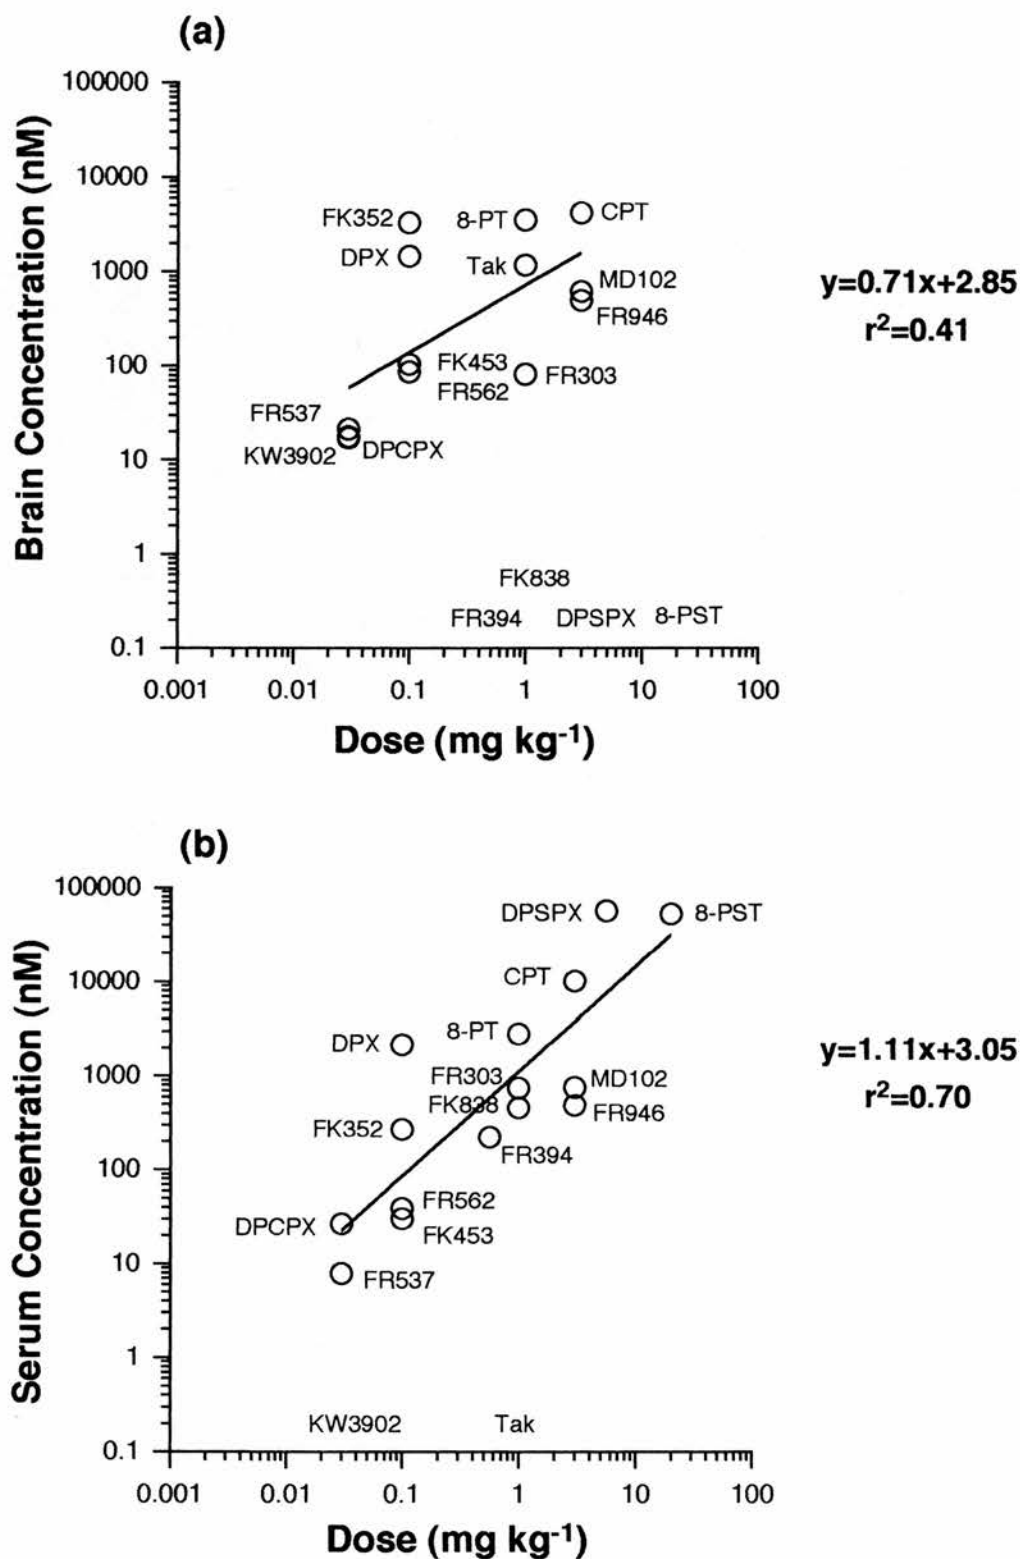 (a)
100000
10000
1000
100
10
1
0.1
Brain Concentration (nM)
FK352
8-PT
CPT
DPX
Tak
MD102
FR946
FK453
FR562
FR303
FR537
KW3902
DPCPX
FK838
FR394
DPSPX
8-PST
0.001
0.01
0.1
1
10
100
Dose (mg kg-1)
y=0.71x+2.85
r2=0.41
(b)
100000
10000
1000
100
10
1
0.1
Serum Concentration (nM)
DPSPX
8-PST
CPT
8-PT
DPX
FR303
MD102
FK838
FR946
FK352
FR394
FR562
DPCPX
FK453
FR537
KW3902
Tak
0.001
0.01
0.1
1
10
100
Dose (mg kg-1)
y=1.11x+3.05
r2=0.70